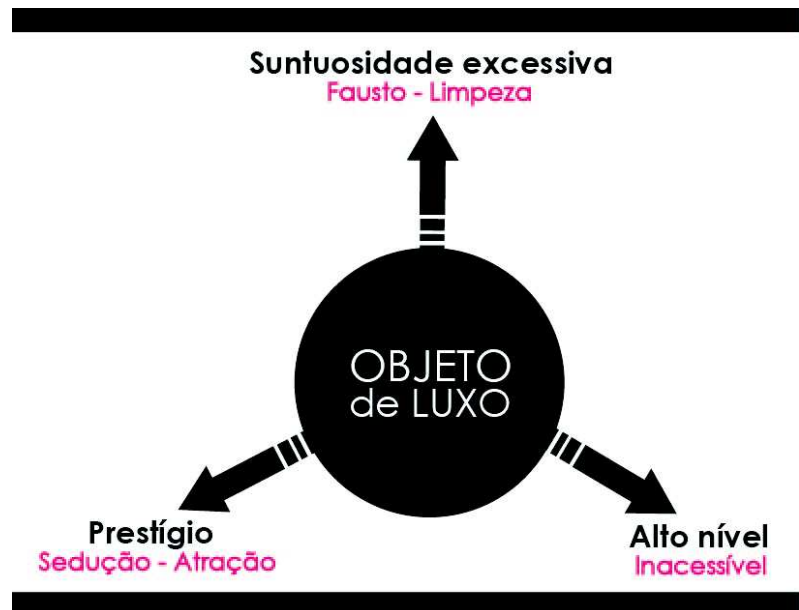 Suntuosidade excessiva
Fausto - Limpeza
OBJETO
de LUXO
Prestígio
Sedução - Atração
Alto nível
Inacessível